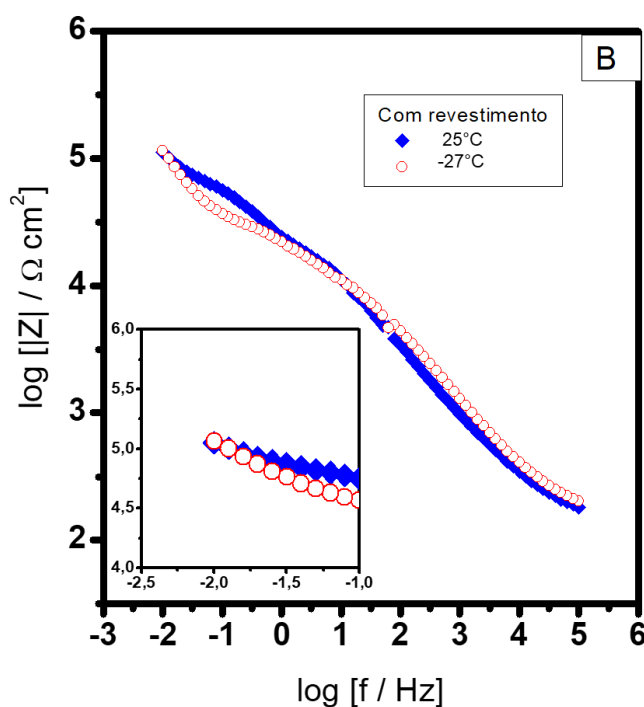 B
Com revestimento
25°C
-27°C
log [|Z| / Ω cm²]
6
5
4
3
2
6,0
5,5
5,0
4,5
4,0
-2,5 -2,0 -1,5 -1,0
-3 -2 -1 0 1 2 3 4 5 6
log [f / Hz]